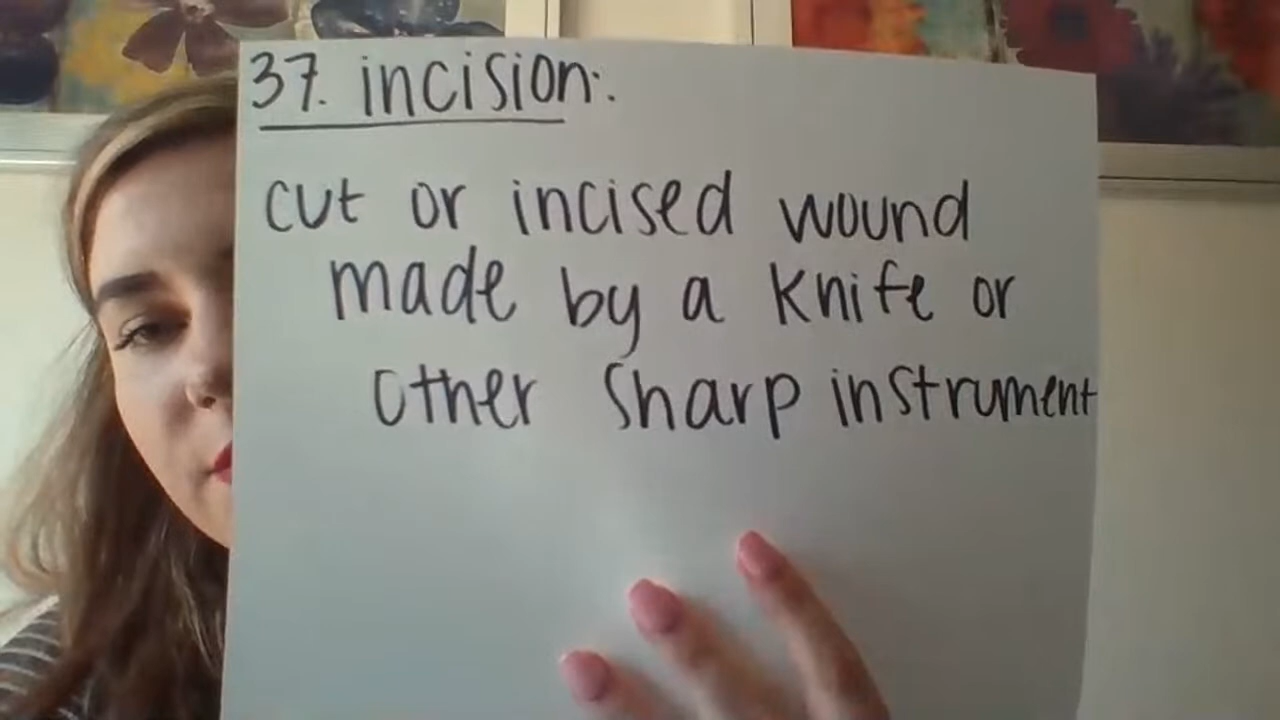 37. incision:
cut or incised wound
made by a knife or
other sharp instrument